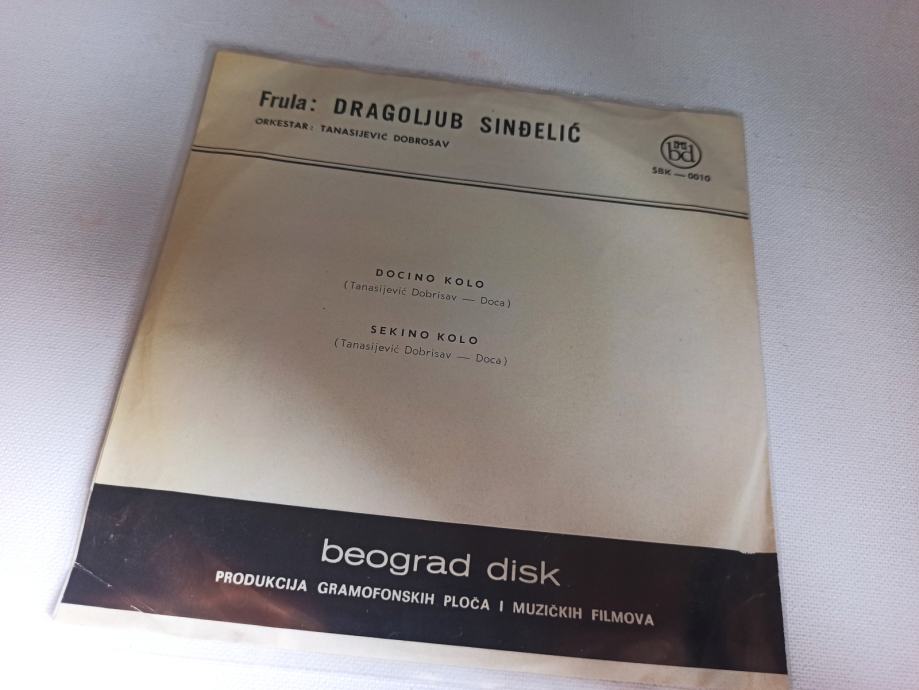 Frula: DRAGOLJUB SINĐELIĆ
ORKESTAR: TANASIJEVIĆ DOBROSAV
bd
SBK — 0010
DOCINO KOLO
(Tanasijević Dobrisav — Doca)
SEKINO KOLO
(Tanasijević Dobrisav — Doca)
beograd disk
PRODUKCIJA GRAMOFONSKIH PLOČA I MUZIČKIH FILMOVA